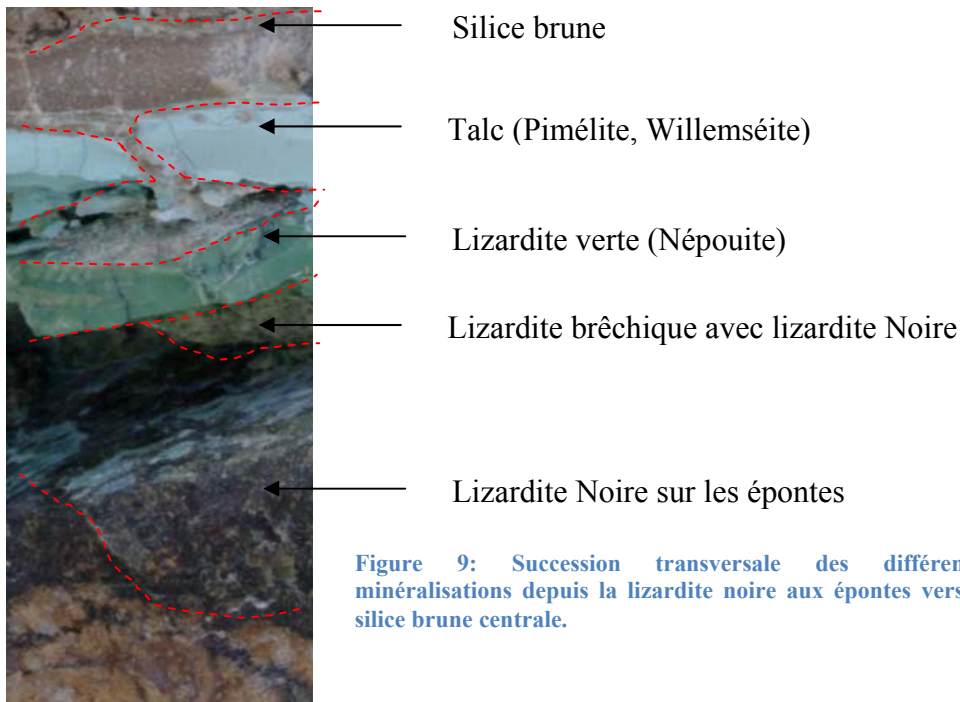 Silice brune
Talc (Pimélite, Willemséite)
Lizardite verte (Népouite)
Lizardite brêchique avec lizardite Noire
Lizardite Noire sur les épontes
Figure 9: Succession transversale des différen
minéralisations depuis la lizardite noire aux épontes vers
silice brune centrale.